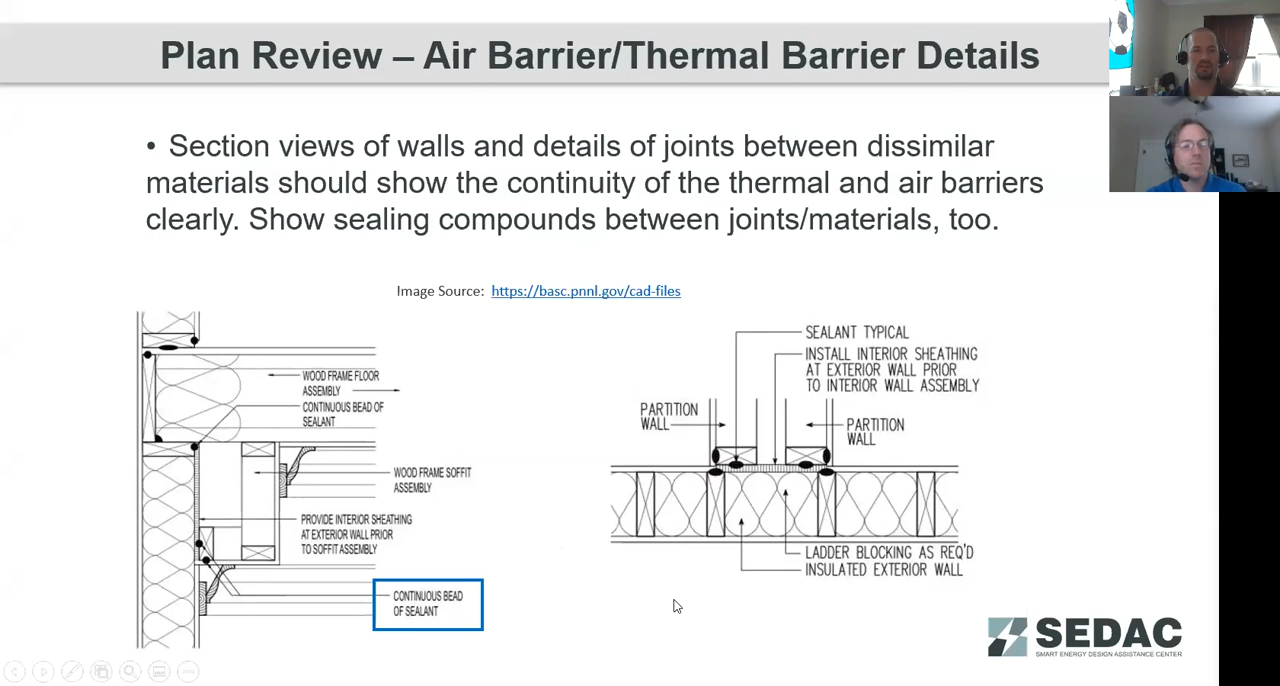 Plan Review – Air Barrier/Thermal Barrier Details
• Section views of walls and details of joints between dissimilar
materials should show the continuity of the thermal and air barriers
clearly. Show sealing compounds between joints/materials, too.
Image Source: https://basc.pnnl.gov/cad-files
WOOD FRAME FLOOR
ASSEMBLY
CONTINUOUS BEAD OF
SEALANT
WOOD FRAME SOFFIT
ASSEMBLY
PROVIDE INTERIOR SHEATHING
AT EXTERIOR WALL PRIOR
TO SOFFIT ASSEMBLY
CONTINUOUS BEAD
OF SEALANT
SEALANT TYPICAL
INSTALL INTERIOR SHEATHING
AT EXTERIOR WALL PRIOR
TO INTERIOR WALL ASSEMBLY
PARTITION
WALL
PARTITION
WALL
LADDER BLOCKING AS REQ'D
INSULATED EXTERIOR WALL
SEDAC
SMART ENERGY DESIGN ASSISTANCE CENTER